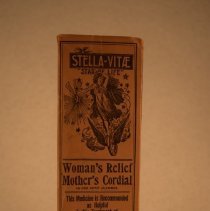 STELLA-VITÆ
"STAR OF LIFE"
Woman's Relief
Mother's Cordial
This Medicine is Recommended
as Helpful